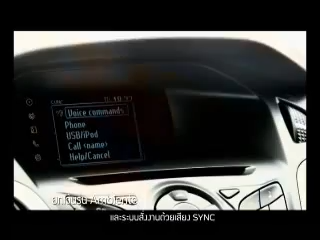 Voice commands
Phone
USB/iPod
Call <name>
Help/Cancel
Ambiente
และระบบสั่งงานด้วยเสียง SYNC